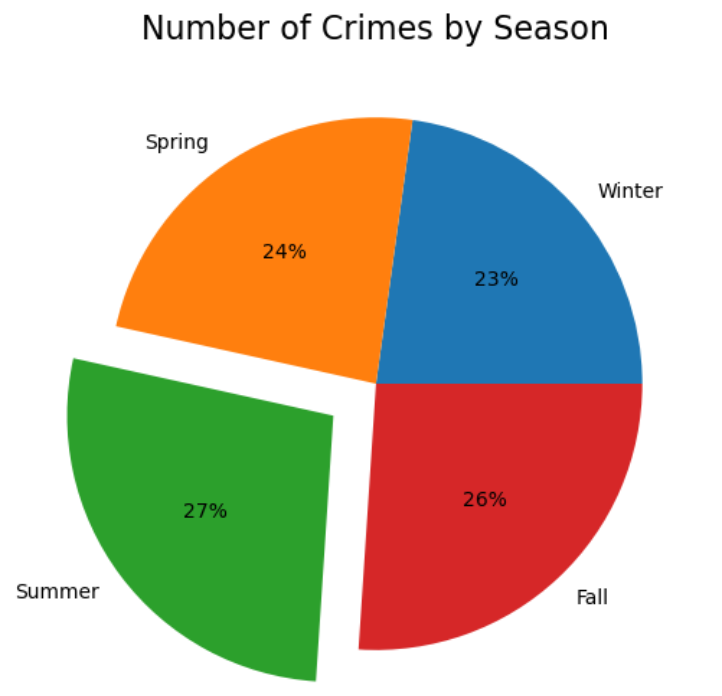 Number of Crimes by Season
Spring
Winter
24%
23%
27%
26%
Summer
Fall